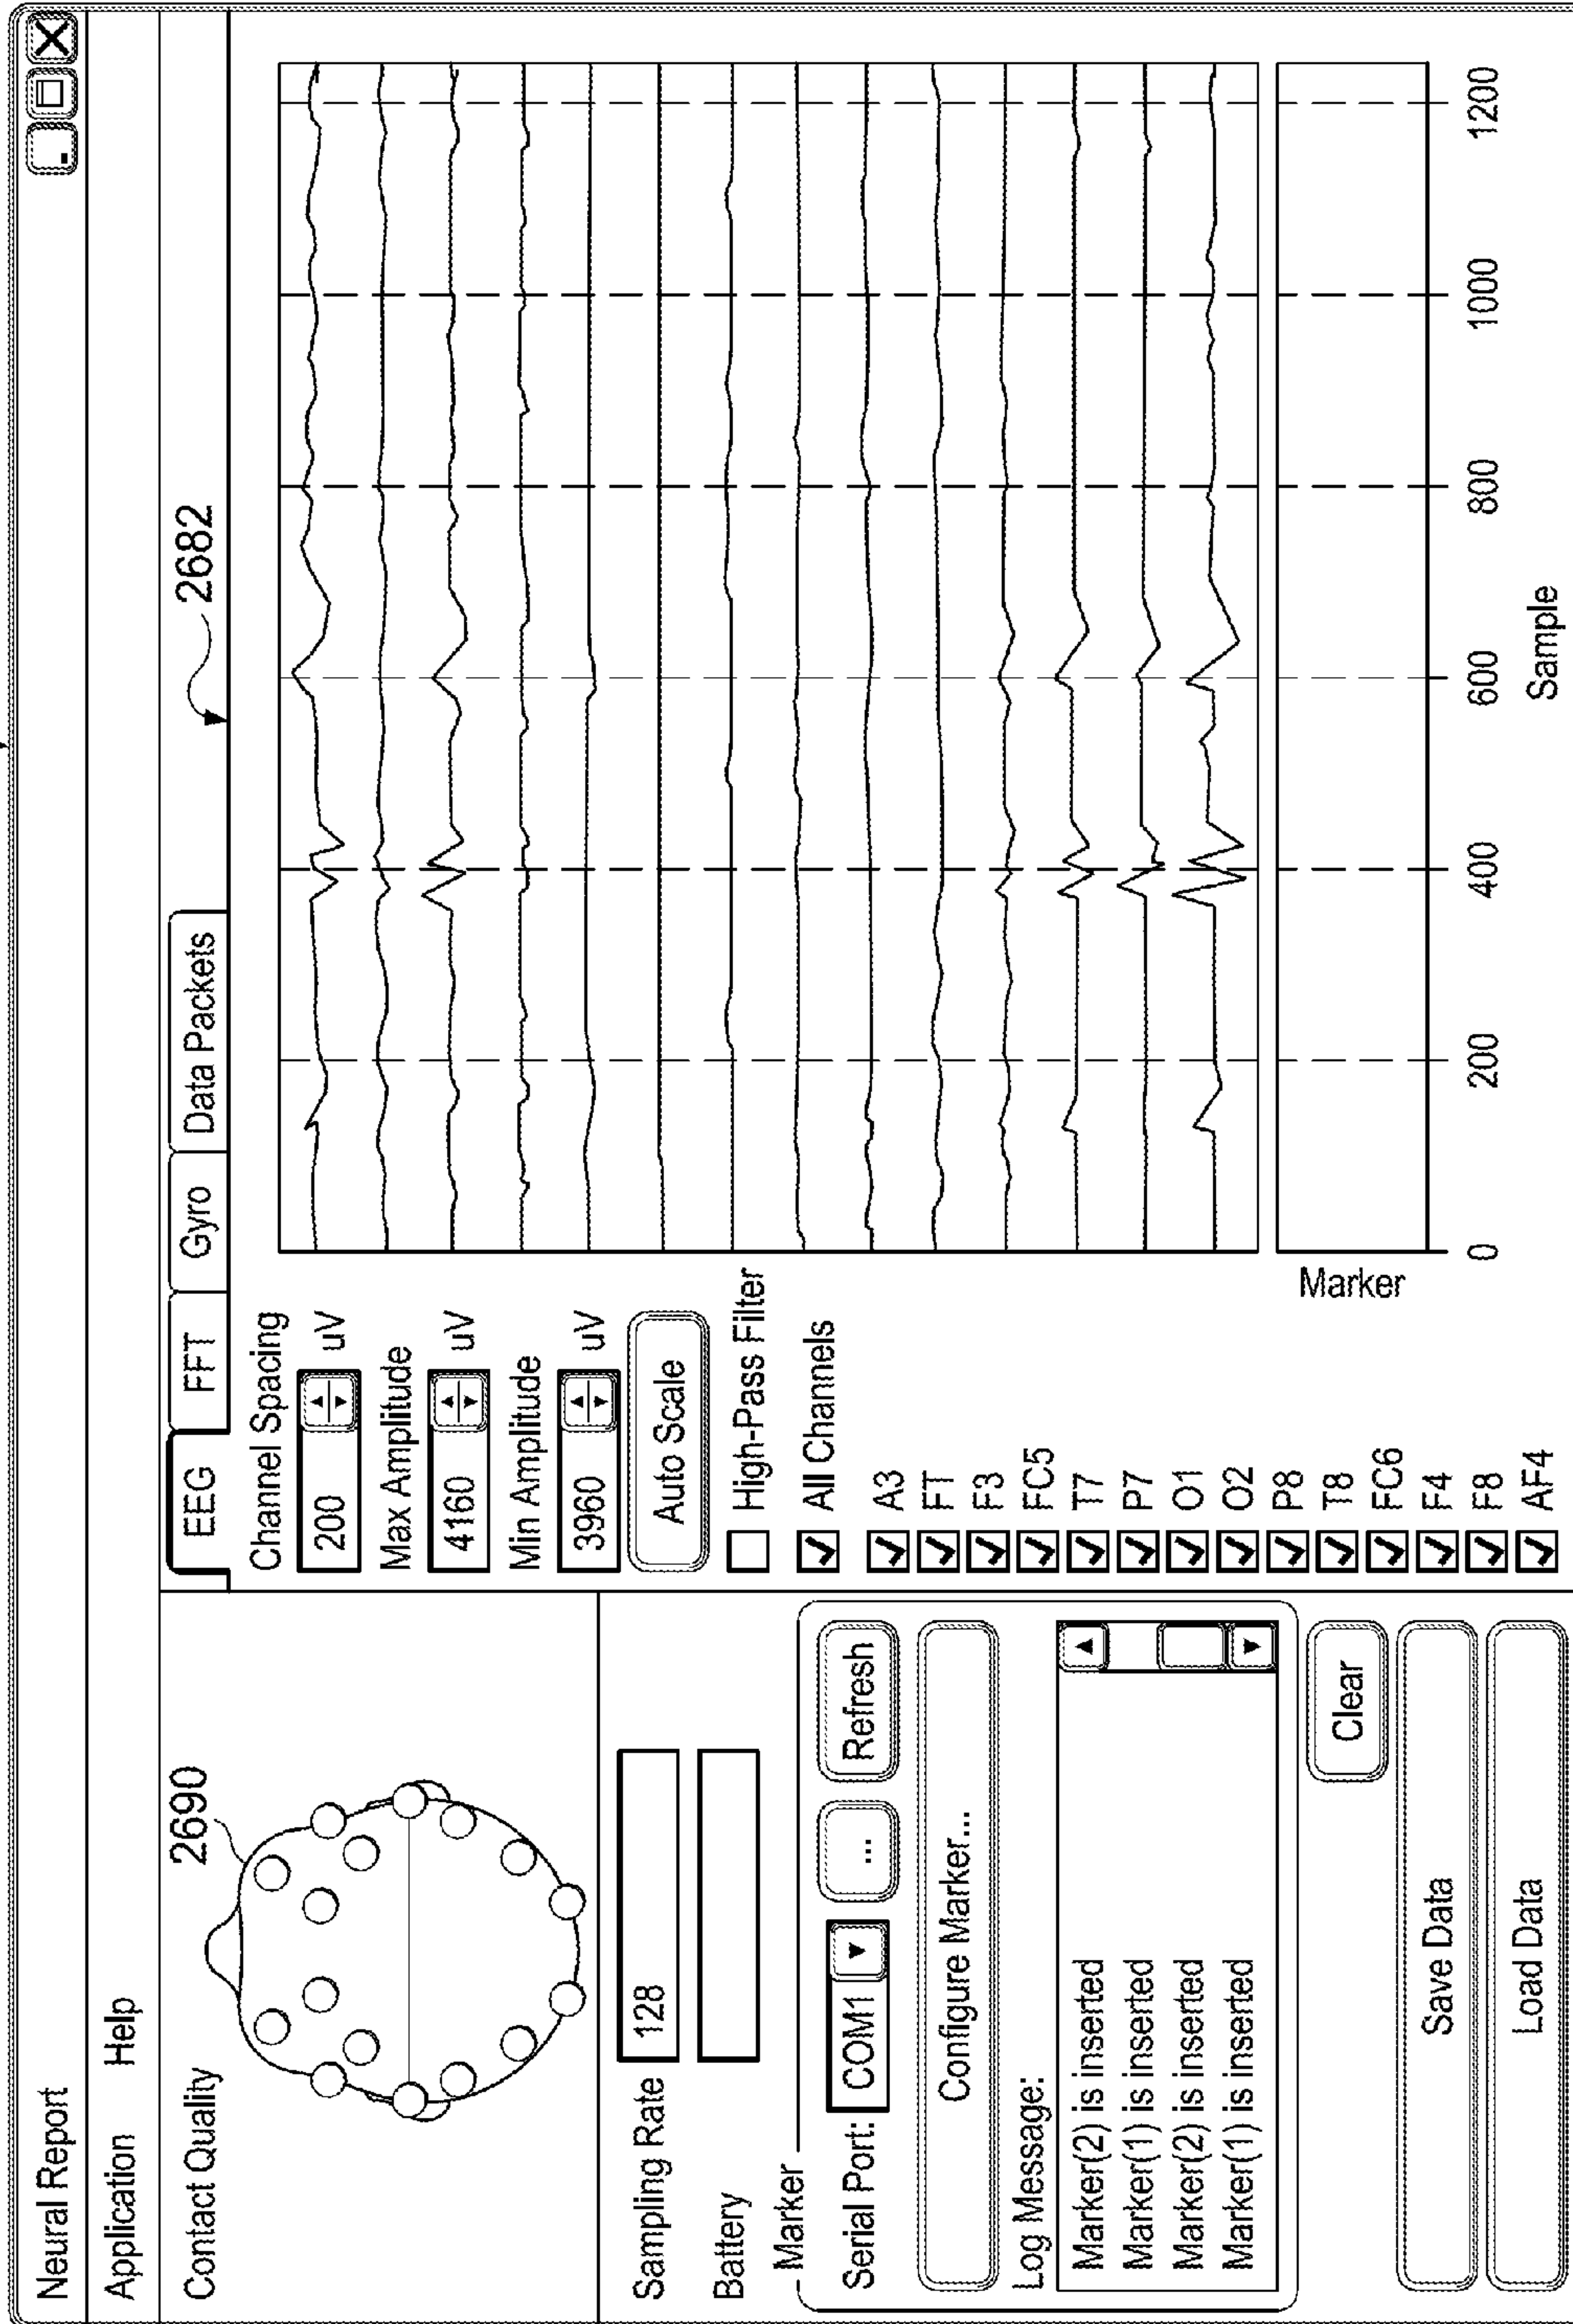 Neural Report
Application Help
Contact Quality
2690
Sampling Rate 128
Battery
Marker
Serial Port: COM1 ... Refresh
Configure Marker...
Log Message:
Marker(2) is inserted
Marker(1) is inserted
Marker(2) is inserted
Marker(1) is inserted
Clear
Save Data
Load Data
EEG FFT Gyro Data Packets
2682
Channel Spacing
200 uV
Max Amplitude
4160 uV
Min Amplitude
3960 uV
Auto Scale
High-Pass Filter
All Channels
A3
FT
F3
FC5
T7
P7
O1
O2
P8
T8
FC6
F4
F8
AF4
Marker
0 200 400 600 800 1000 1200
Sample